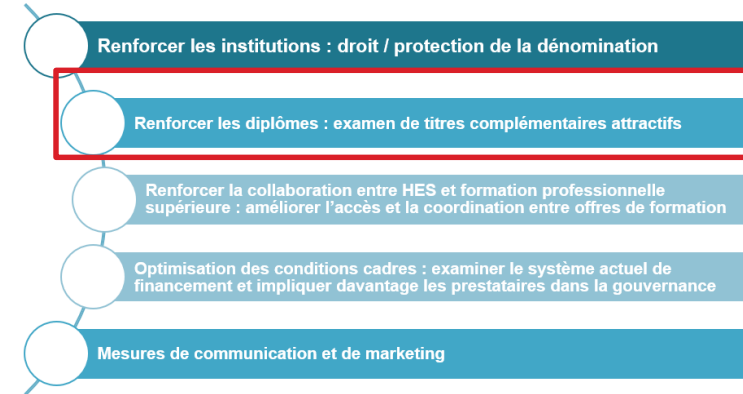 Renforcer les institutions : droit / protection de la dénomination
Renforcer les diplômes : examen de titres complémentaires attractifs
Renforcer la collaboration entre HES et formation professionnelle
supérieure : améliorer l'accès et la coordination entre offres de formation
Optimisation des conditions cadres : examiner le système actuel de
financement et impliquer davantage les prestataires dans la gouvernance
Mesures de communication et de marketing